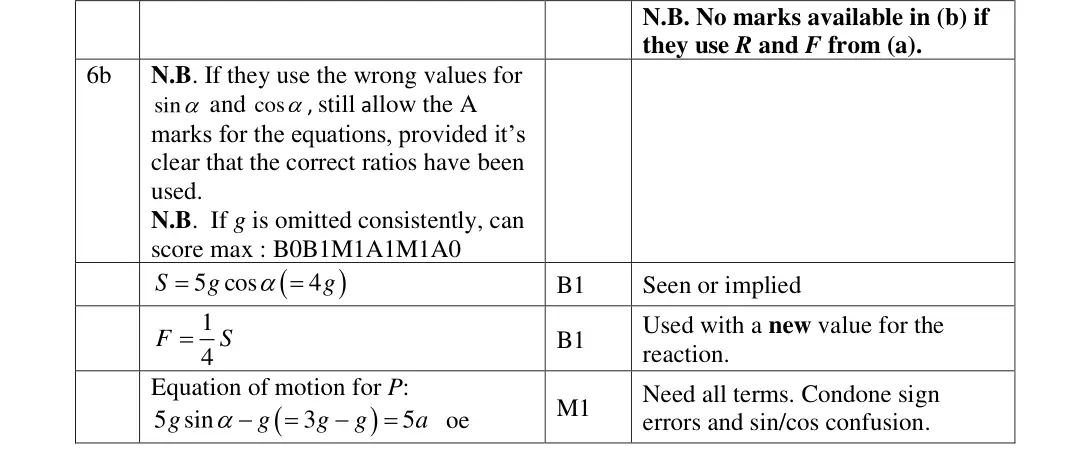 N.B. No marks available in (b) if
they use R and F from (a).
6b
N.B. If they use the wrong values for
sin α and cos α , still allow the A
marks for the equations, provided it’s
clear that the correct ratios have been
used.
N.B. If g is omitted consistently, can
score max : B0B1M1A1M1A0
S = 5g cos α (= 4g)
B1
Seen or implied
F = 1/4 S
B1
Used with a new value for the
reaction.
Equation of motion for P:
5g sin α − g (= 3g − g) = 5a oe
M1
Need all terms. Condone sign
errors and sin/cos confusion.